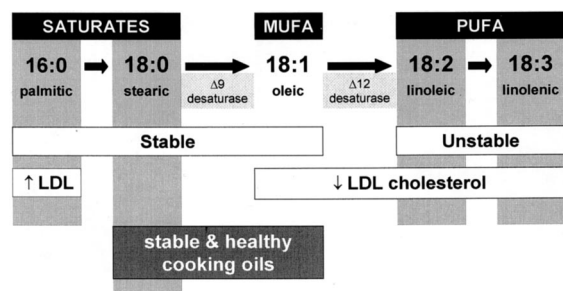 SATURATES MUFA PUFA
16:0 18:0 18:1 18:2 18:3
palmitic stearic Δ9 desaturase oleic Δ12 desaturase linoleic linolenic
Stable Unstable
↑ LDL ↓ LDL cholesterol
stable & healthy
cooking oils